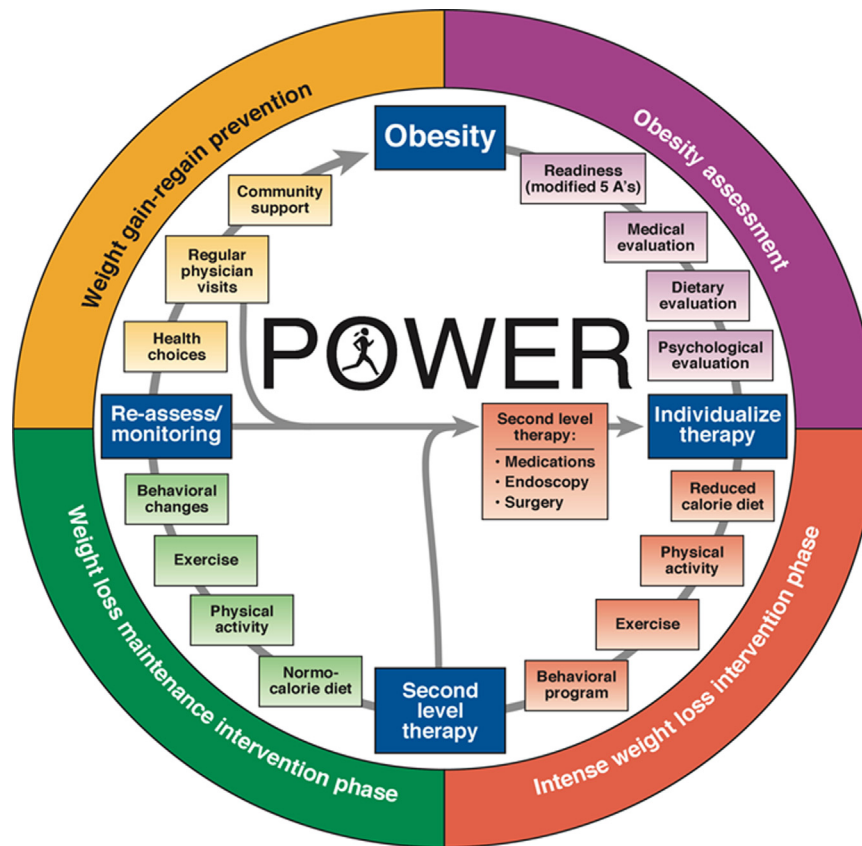 Weight gain-regain prevention
Obesity assessment
Obesity
Readiness
(modified 5 A's)
Medical
evaluation
Dietary
evaluation
Psychological
evaluation
Community
support
Regular
physician
visits
Health
choices
POWER
Re-assess/
monitoring
Second level
therapy:
· Medications
· Endoscopy
· Surgery
Individualize
therapy
Reduced
calorie diet
Physical
activity
Exercise
Behavioral
program
Second
level
therapy
Behavioral
changes
Exercise
Physical
activity
Normo-
calorie diet
Weight loss maintenance intervention phase
Intense weight loss intervention phase